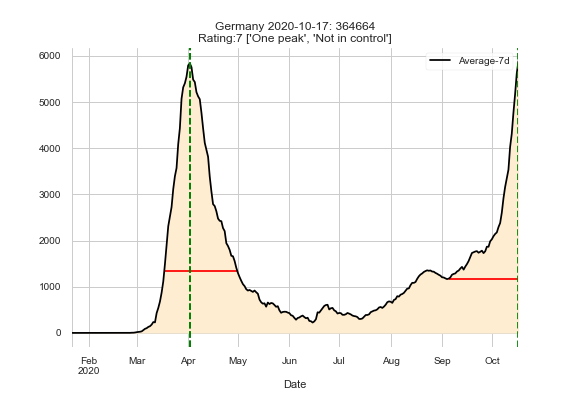 Germany 2020-10-17: 364664
Rating:7 ['One peak', 'Not in control']
Average-7d
6000
5000
4000
3000
2000
1000
0
Feb Mar Apr May Jun Jul Aug Sep Oct
2020
Date